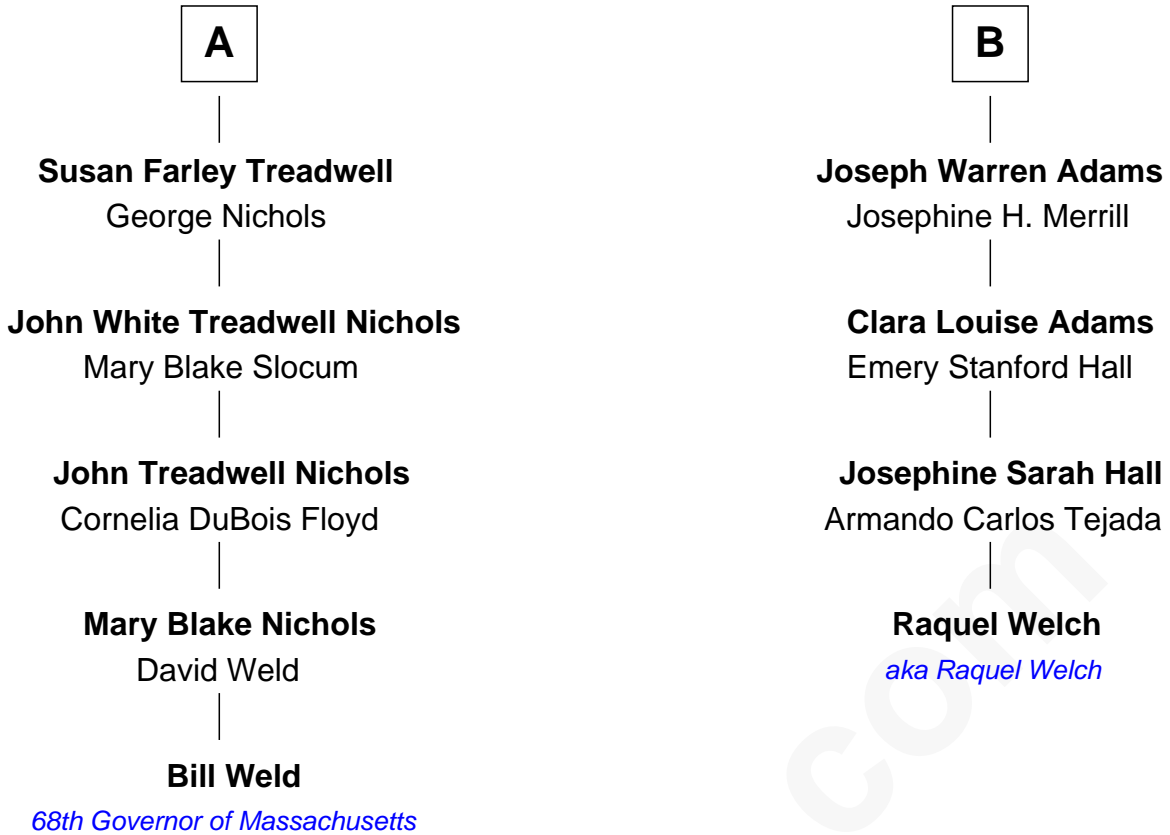 A
Susan Farley Treadwell
George Nichols
John White Treadwell Nichols
Mary Blake Slocum
John Treadwell Nichols
Cornelia DuBois Floyd
Mary Blake Nichols
David Weld
Bill Weld
68th Governor of Massachusetts
B
Joseph Warren Adams
Josephine H. Merrill
Clara Louise Adams
Emery Stanford Hall
Josephine Sarah Hall
Armando Carlos Tejada
Raquel Welch
aka Raquel Welch
com